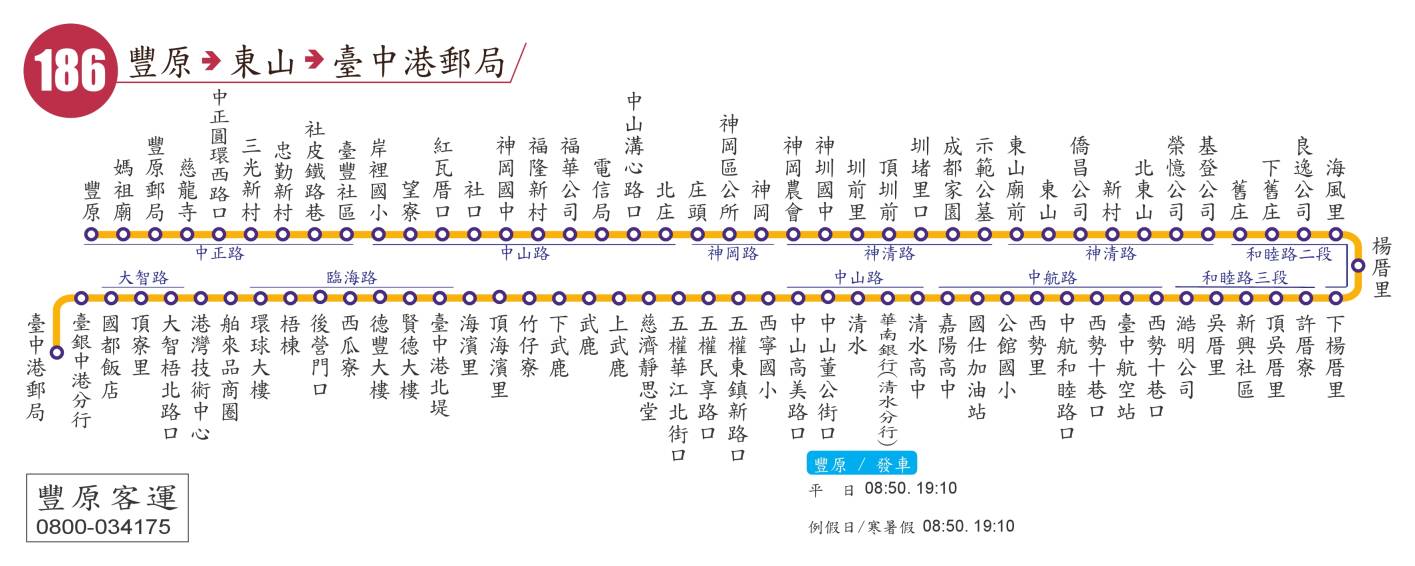 186
豐原➔東山➔臺中港郵局
豐原
媽祖廟
豐原郵局
慈龍寺
中正圓環西路口
三光新村
忠勤新村
社皮鐵路巷
臺豐社區
岸裡國小
望寮
紅瓦厝口
社口
神岡國中
福隆新村
福華公司
電信局
中山溝心路口
北庄
庄頭
神岡區公所
神岡
神岡農會
神圳國中
圳前里
頂圳前
圳堵里口
成都家園
示範公墓
東山廟前
東山
僑昌公司
新村
北東山
榮憶公司
基登公司
舊庄
下舊庄
良逸公司
海風里
中正路
中山路
神岡路
神清路
神清路
和睦路二段
楊厝里
大智路
臨海路
中山路
中航路
和睦路三段
臺中港郵局
臺銀中港分行
國都飯店
頂寮里
大智梧北路口
港灣技術中心
舶來品商圈
環球大樓
梧棟
後營門口
西瓜寮
德豐大樓
賢德大樓
臺中港北堤
海濱里
頂海濱里
竹仔寮
下武鹿
武鹿
上武鹿
慈濟靜思堂
五權華江北街口
五權民享路口
五權東鎮新路口
西寧國小
中山高美路口
中山董公街口
清水
華南銀行(清水分行)
清水高中
嘉陽高中
國仕加油站
公館國小
西勢里
中航和睦路口
西勢十巷口
臺中航空站
西勢十巷口
澔明公司
吳厝里
新興社區
頂吳厝里
許厝寮
下楊厝里
豐原 / 發車
平 日 08:50. 19:10
例假日/寒暑假 08:50. 19:10
豐原客運
0800-034175